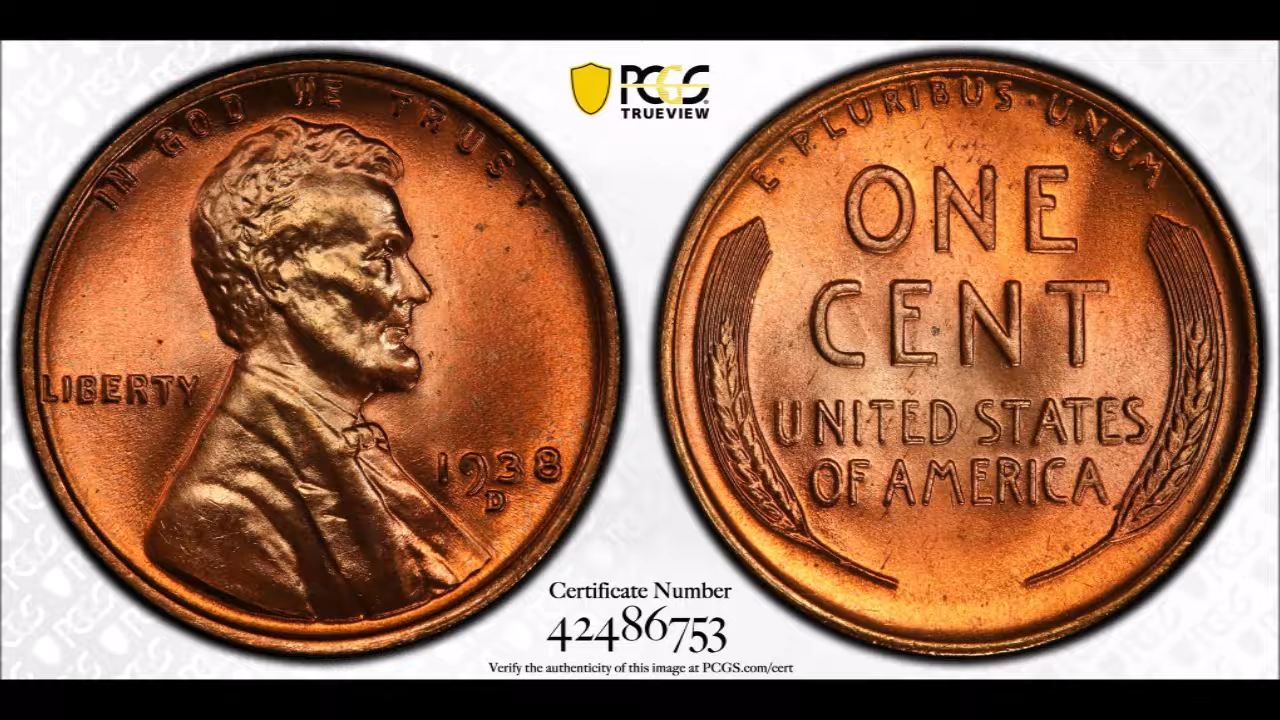 IN GOD WE TRUST
LIBERTY
1938
D
PCGS
TRUEVIEW
E·PLURIBUS·UNUM
ONE
CENT
UNITED STATES
OF AMERICA
Certificate Number
42486753
Verify the authenticity of this image at PCGS.com/cert